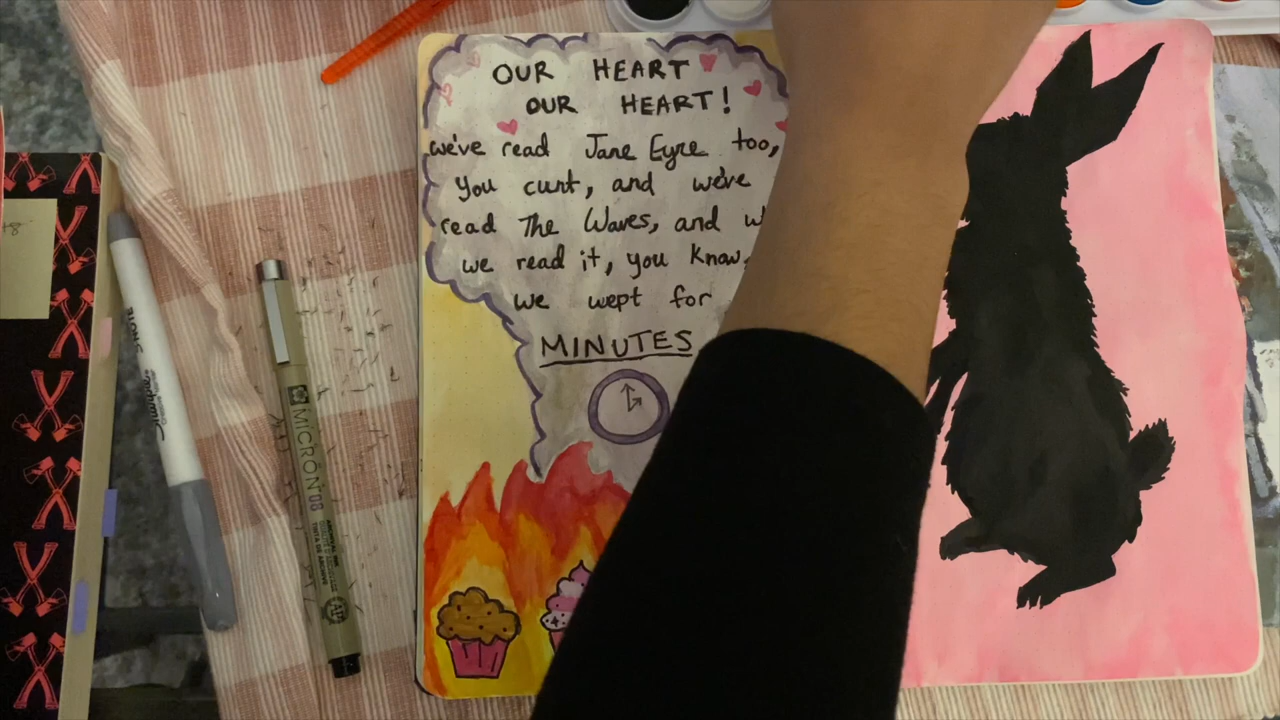 OUR HEART
OUR HEART!
we've read Jane Eyre too,
you cunt, and we've
read The Waves, and
we read it, you know,
we wept for
MINUTES
MICRON 08